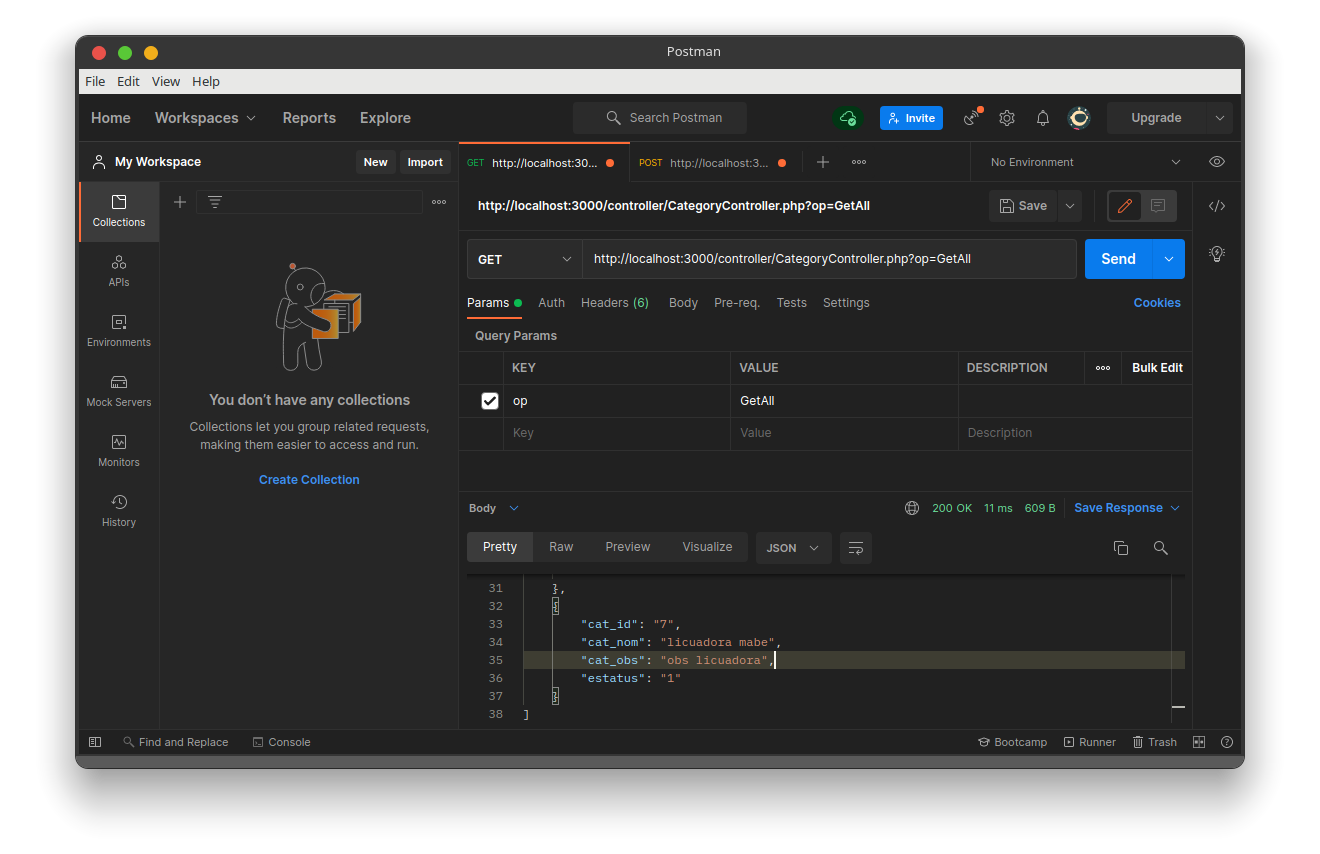 Postman
File Edit View Help
Home Workspaces Reports Explore Search Postman Invite Upgrade
My Workspace New Import
GET http://localhost:30... POST http://localhost:3... No Environment
Collections
APIs
Environments
Mock Servers
Monitors
History
You don't have any collections
Collections let you group related requests,
making them easier to access and run.
Create Collection
http://localhost:3000/controller/CategoryController.php?op=GetAll Save
GET http://localhost:3000/controller/CategoryController.php?op=GetAll Send
Params Auth Headers (6) Body Pre-req. Tests Settings Cookies
Query Params
KEY VALUE DESCRIPTION Bulk Edit
op GetAll
Key Value Description
Body 200 OK 11 ms 609 B Save Response
Pretty Raw Preview Visualize JSON
31 },
32 {
33 "cat_id": "7",
34 "cat_nom": "licuadora mabe",
35 "cat_obs": "obs licuadora",
36 "estatus": "1"
37 }
38 ]
Find and Replace Console Bootcamp Runner Trash